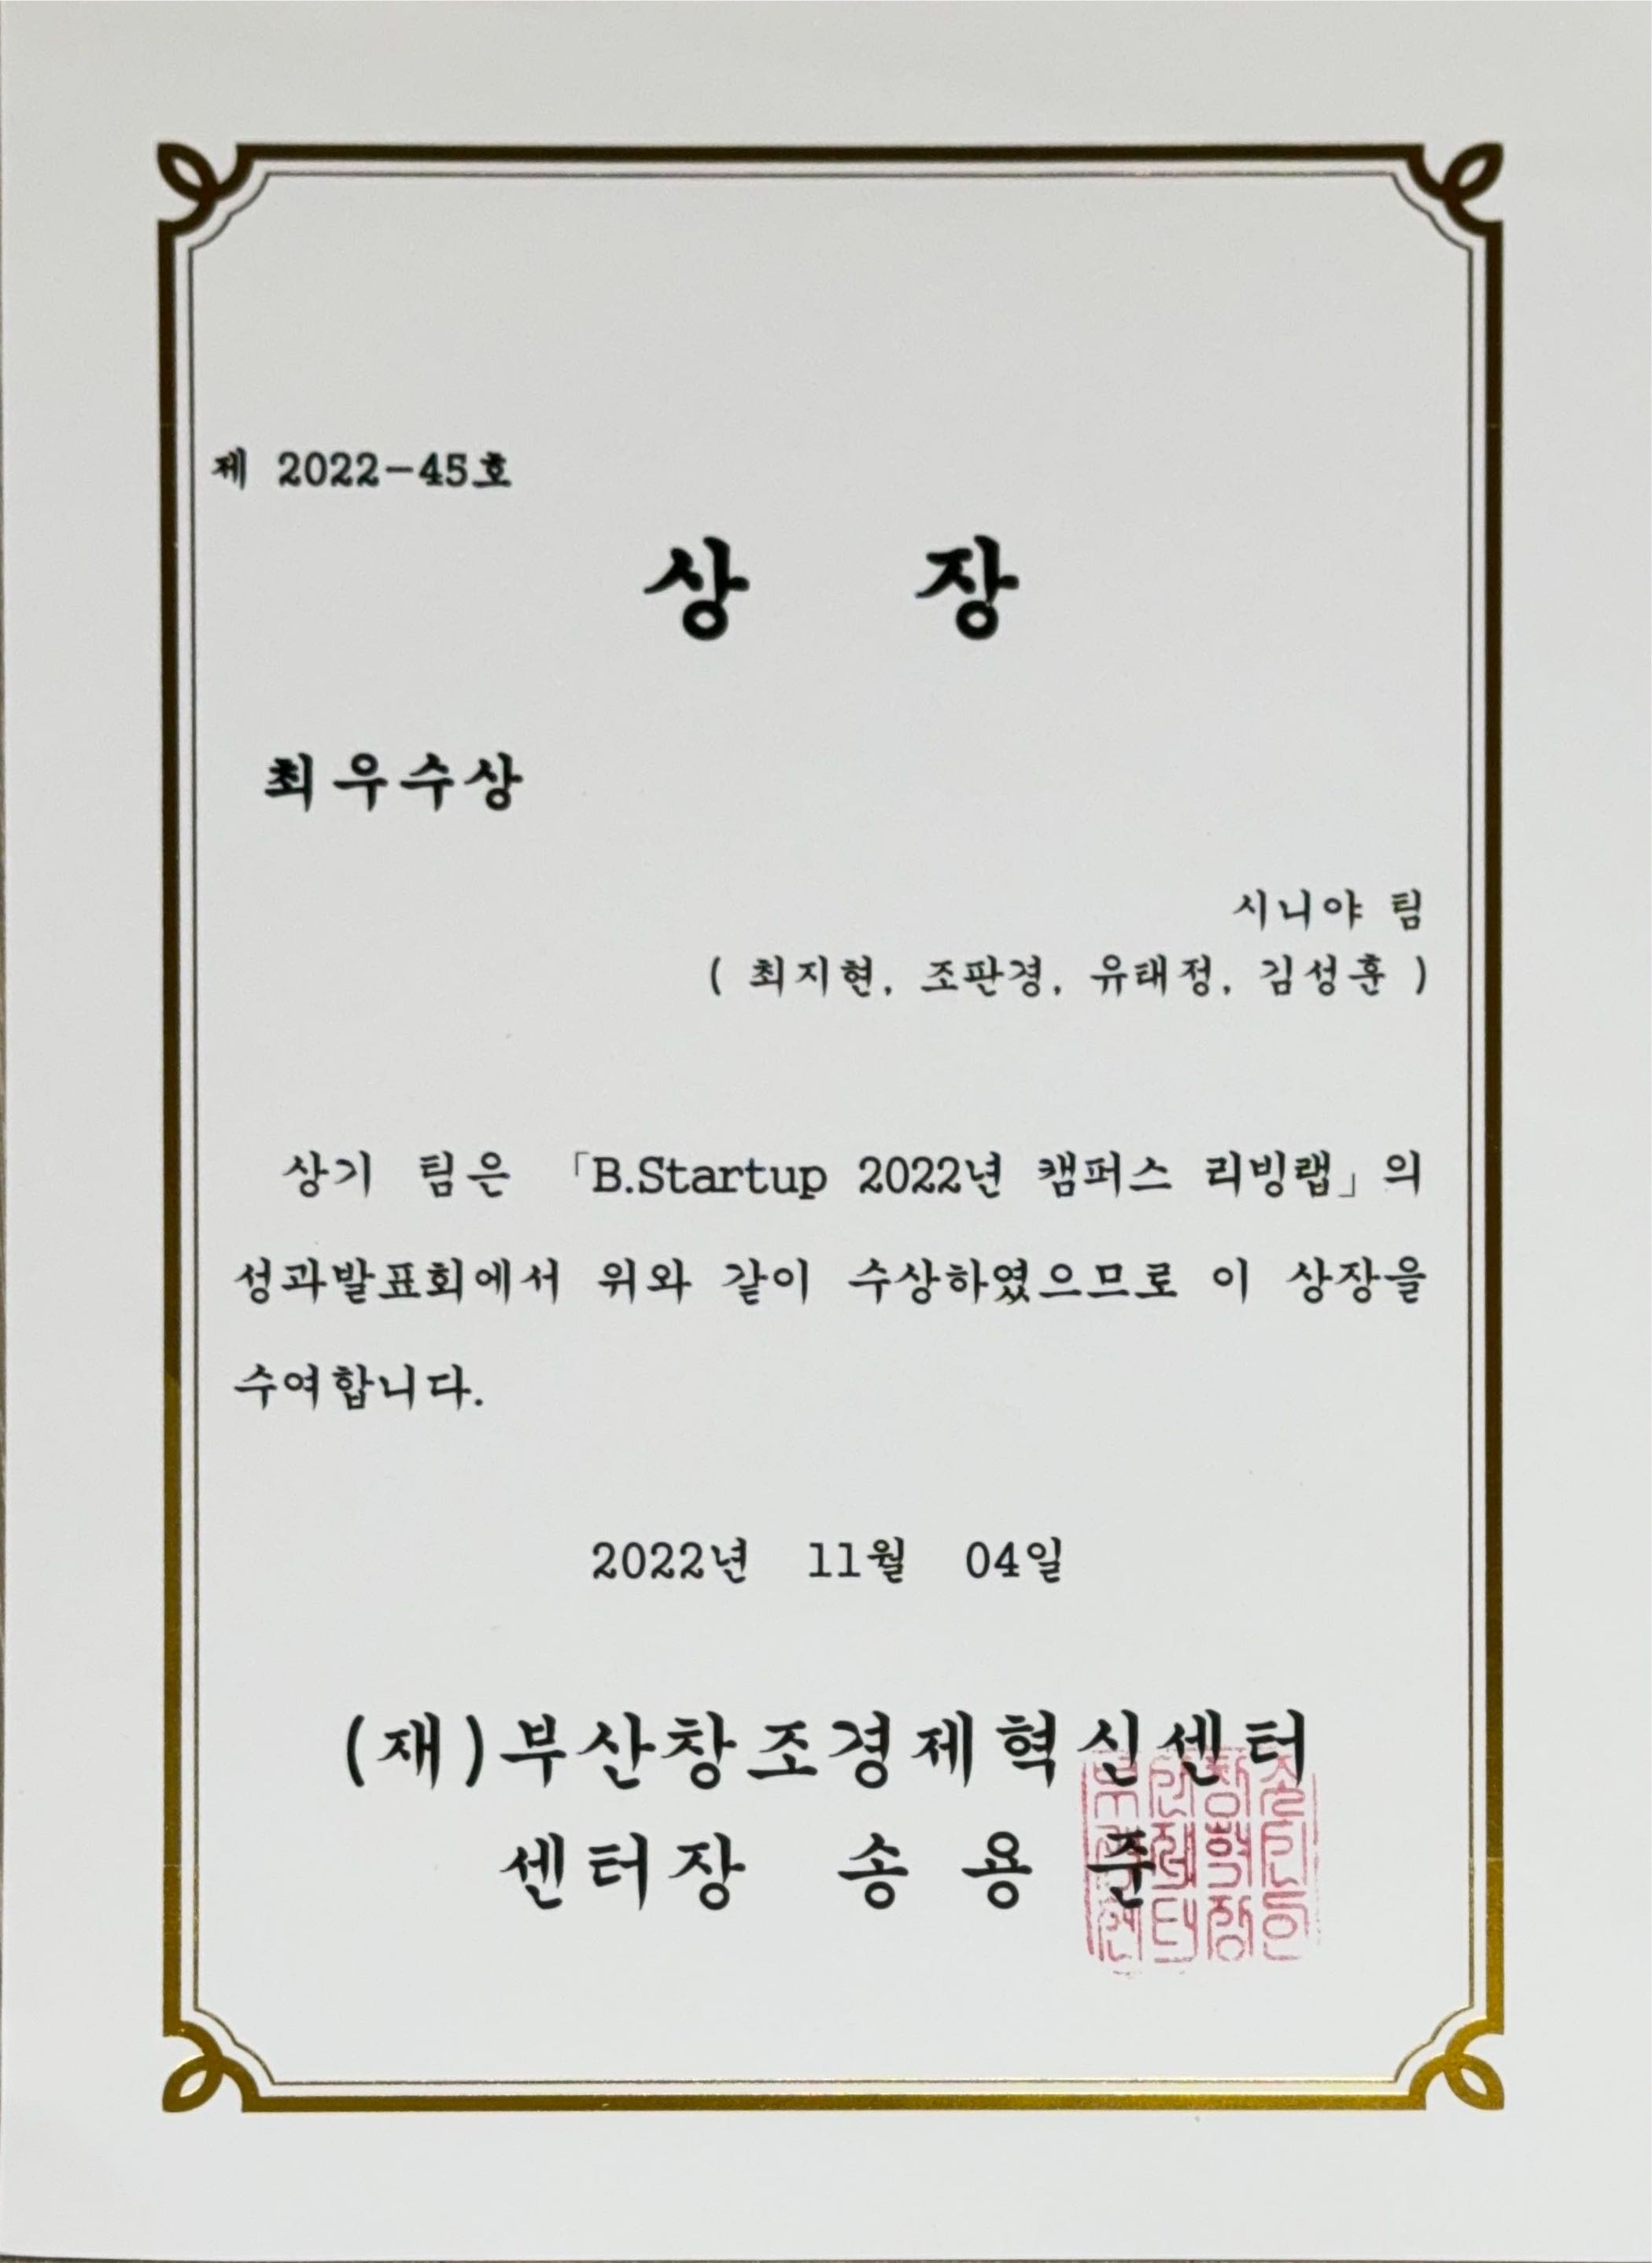 제 2022-45호
상 장
최우수상
시니야 팀
( 최지현, 조판경, 유태정, 김성훈 )
상기 팀은 「B.Startup 2022년 캠퍼스 리빙랩」의
성과발표회에서 위와 같이 수상하였으므로 이 상장을
수여합니다.
2022년 11월 04일
(재)부산창조경제혁신센터
센터장 송 용 준